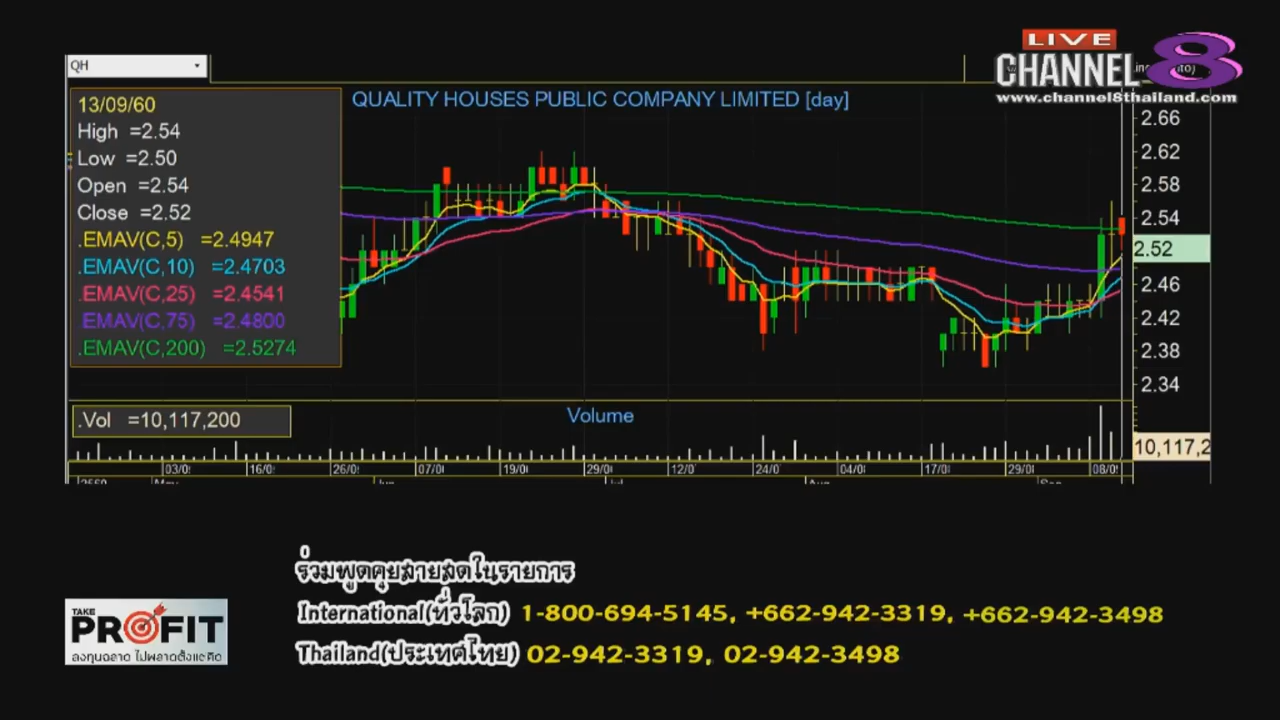 QH
LIVE
CHANNEL 8
www.channel8thailand.com
QUALITY HOUSES PUBLIC COMPANY LIMITED [day]
13/09/60
High =2.54
Low =2.50
Open =2.54
Close =2.52
.EMAV(C,5) =2.4947
.EMAV(C,10) =2.4703
.EMAV(C,25) =2.4541
.EMAV(C,75) =2.4800
.EMAV(C,200) =2.5274
2.66
2.62
2.58
2.54
2.52
2.46
2.42
2.38
2.34
.Vol =10,117,200
Volume
10,117,2
03/0 16/0 26/0 07/0 19/0 29/0 12/0 24/0 04/0 17/0 29/0 08/0
ร่วมพูดคุยสายสดในรายการ
International(ทั่วโลก) 1-800-694-5145, +662-942-3319, +662-942-3498
Thailand(ประเทศไทย) 02-942-3319, 02-942-3498
TAKE
PROFIT
ลงทุนฉลาด ไม่พลาดตั้งแต่คิด